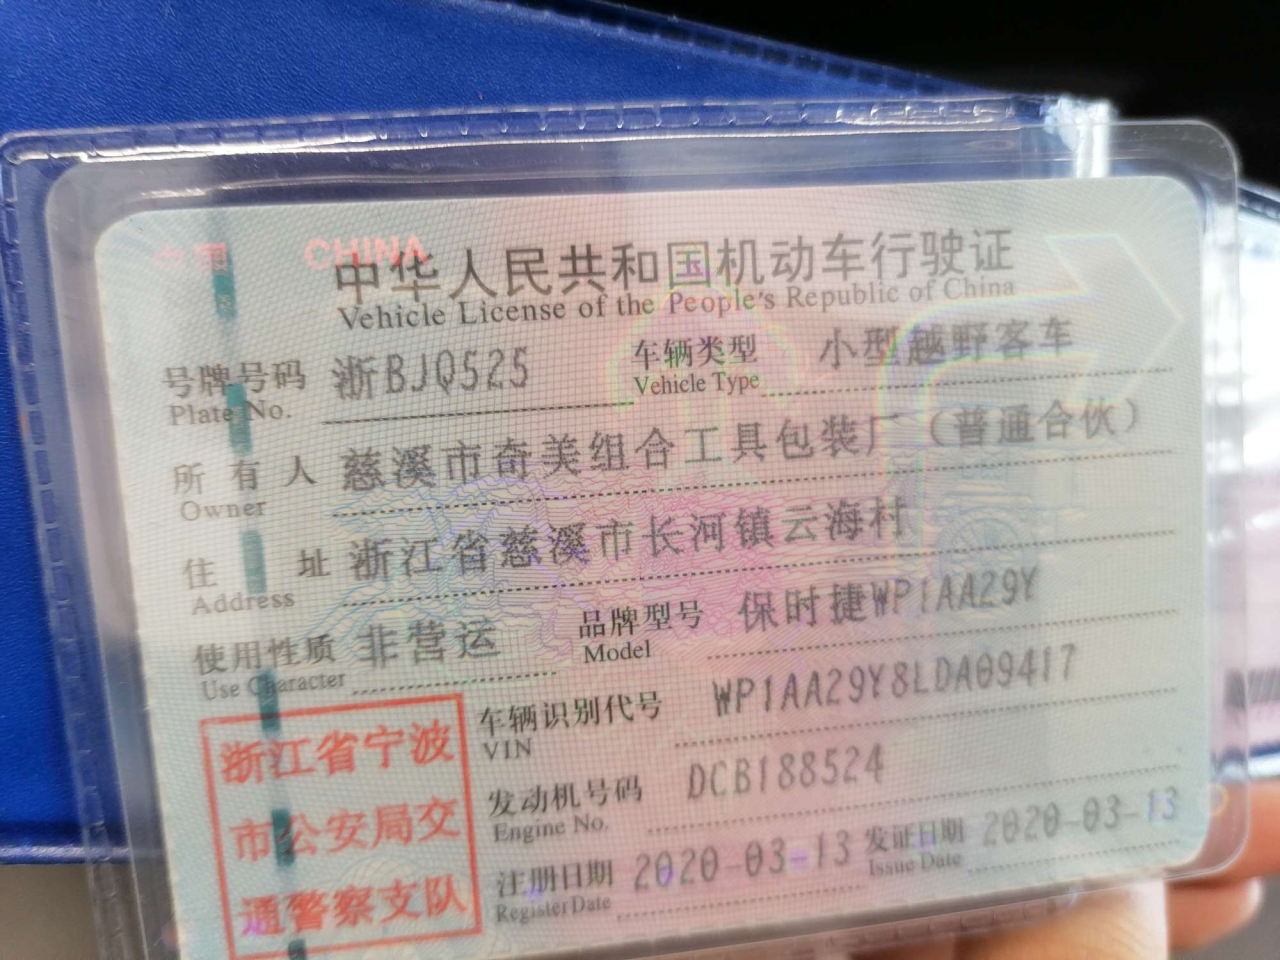 中国 CHINA
中华人民共和国机动车行驶证
Vehicle License of the People's Republic of China
号牌号码 浙BJQ525 车辆类型 小型越野客车
Plate No. Vehicle Type
所有人 慈溪市奇美组合工具包装厂（普通合伙）
Owner
住址 浙江省慈溪市长河镇云海村
Address
使用性质 非营运 品牌型号 保时捷WP1AA29Y
Use Character Model
车辆识别代号 WP1AA29Y8LDA09417
VIN
发动机号码 DCB188524
Engine No.
注册日期 2020-03-13 发证日期 2020-03-13
Register Date Issue Date
浙江省宁波
市公安局交
通警察支队